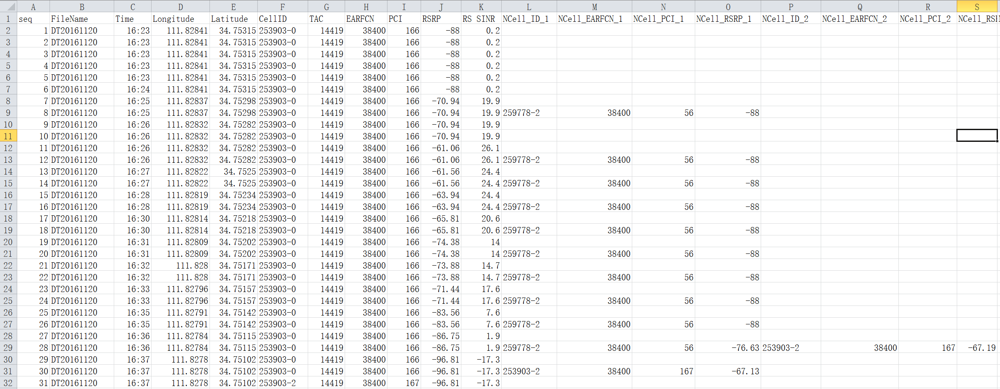 A B C D E F G H I J K L M N O P Q R S
1 seq FileName Time Longitude Latitude CellID TAC EARFCN PCI RSRP RS SINR NCell_ID_1 NCell_EARFCN_1 NCell_PCI_1 NCell_RSRP_1 NCell_ID_2 NCell_EARFCN_2 NCell_PCI_2 NCell_RSR
2 1 DT20161120 16:23 111.82841 34.75315 253903-0 14419 38400 166 -88 0.2
3 2 DT20161120 16:23 111.82841 34.75315 253903-0 14419 38400 166 -88 0.2
4 3 DT20161120 16:23 111.82841 34.75315 253903-0 14419 38400 166 -88 0.2
5 4 DT20161120 16:23 111.82841 34.75315 253903-0 14419 38400 166 -88 0.2
6 5 DT20161120 16:23 111.82841 34.75315 253903-0 14419 38400 166 -88 0.2
7 6 DT20161120 16:24 111.82841 34.75315 253903-0 14419 38400 166 -88 0.2
8 7 DT20161120 16:25 111.82837 34.75298 253903-0 14419 38400 166 -70.94 19.9
9 8 DT20161120 16:25 111.82837 34.75298 253903-0 14419 38400 166 -70.94 19.9 259778-2 38400 56 -88
10 9 DT20161120 16:26 111.82832 34.75282 253903-0 14419 38400 166 -70.94 19.9
11 10 DT20161120 16:26 111.82832 34.75282 253903-0 14419 38400 166 -70.94 19.9
12 11 DT20161120 16:26 111.82832 34.75282 253903-0 14419 38400 166 -61.06 26.1
13 12 DT20161120 16:26 111.82832 34.75282 253903-0 14419 38400 166 -61.06 26.1 259778-2 38400 56 -88
14 13 DT20161120 16:27 111.82822 34.7525 253903-0 14419 38400 166 -61.56 24.4
15 14 DT20161120 16:27 111.82822 34.7525 253903-0 14419 38400 166 -61.56 24.4 259778-2 38400 56 -88
16 15 DT20161120 16:28 111.82819 34.75234 253903-0 14419 38400 166 -63.94 24.4
17 16 DT20161120 16:28 111.82819 34.75234 253903-0 14419 38400 166 -63.94 24.4 259778-2 38400 56 -88
18 17 DT20161120 16:30 111.82814 34.75218 253903-0 14419 38400 166 -65.81 20.6
19 18 DT20161120 16:30 111.82814 34.75218 253903-0 14419 38400 166 -65.81 20.6 259778-2 38400 56 -88
20 19 DT20161120 16:31 111.82809 34.75202 253903-0 14419 38400 166 -74.38 14
21 20 DT20161120 16:31 111.82809 34.75202 253903-0 14419 38400 166 -74.38 14 259778-2 38400 56 -88
22 21 DT20161120 16:32 111.828 34.75171 253903-0 14419 38400 166 -73.88 14.7
23 22 DT20161120 16:32 111.828 34.75171 253903-0 14419 38400 166 -73.88 14.7 259778-2 38400 56 -88
24 23 DT20161120 16:33 111.82796 34.75157 253903-0 14419 38400 166 -71.44 17.6
25 24 DT20161120 16:33 111.82796 34.75157 253903-0 14419 38400 166 -71.44 17.6 259778-2 38400 56 -88
26 25 DT20161120 16:35 111.82791 34.75142 253903-0 14419 38400 166 -83.56 7.6
27 26 DT20161120 16:35 111.82791 34.75142 253903-0 14419 38400 166 -83.56 7.6 259778-2 38400 56 -88
28 27 DT20161120 16:36 111.82784 34.75115 253903-0 14419 38400 166 -86.75 1.9
29 28 DT20161120 16:36 111.82784 34.75115 253903-0 14419 38400 166 -86.75 1.9 259778-2 38400 56 -76.63 253903-2 38400 167 -67.19
30 29 DT20161120 16:37 111.8278 34.75102 253903-0 14419 38400 166 -96.81 -17.3
31 30 DT20161120 16:37 111.8278 34.75102 253903-0 14419 38400 166 -96.81 -17.3 253903-2 38400 167 -67.13
32 31 DT20161120 16:37 111.8278 34.75102 253903-2 14419 38400 167 -96.81 -17.3